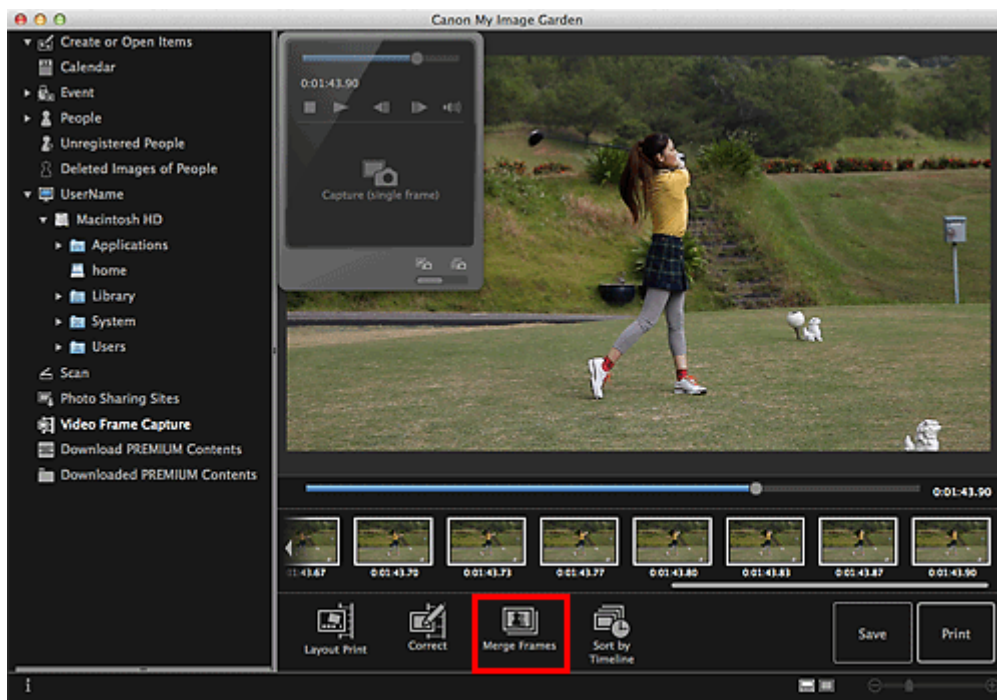 Canon My Image Garden
Create or Open Items
Calendar
Event
People
Unregistered People
Deleted Images of People
UserName
Macintosh HD
Applications
home
Library
System
Users
Scan
Photo Sharing Sites
Video Frame Capture
Download PREMIUM Contents
Downloaded PREMIUM Contents
0:01:43.90
Capture (single frame)
0:01:43.90
0:01:43.70
0:01:43.73
0:01:43.77
0:01:43.80
0:01:43.83
0:01:43.87
0:01:43.90
Layout Print
Correct
Merge Frames
Sort by
Timeline
Save
Print